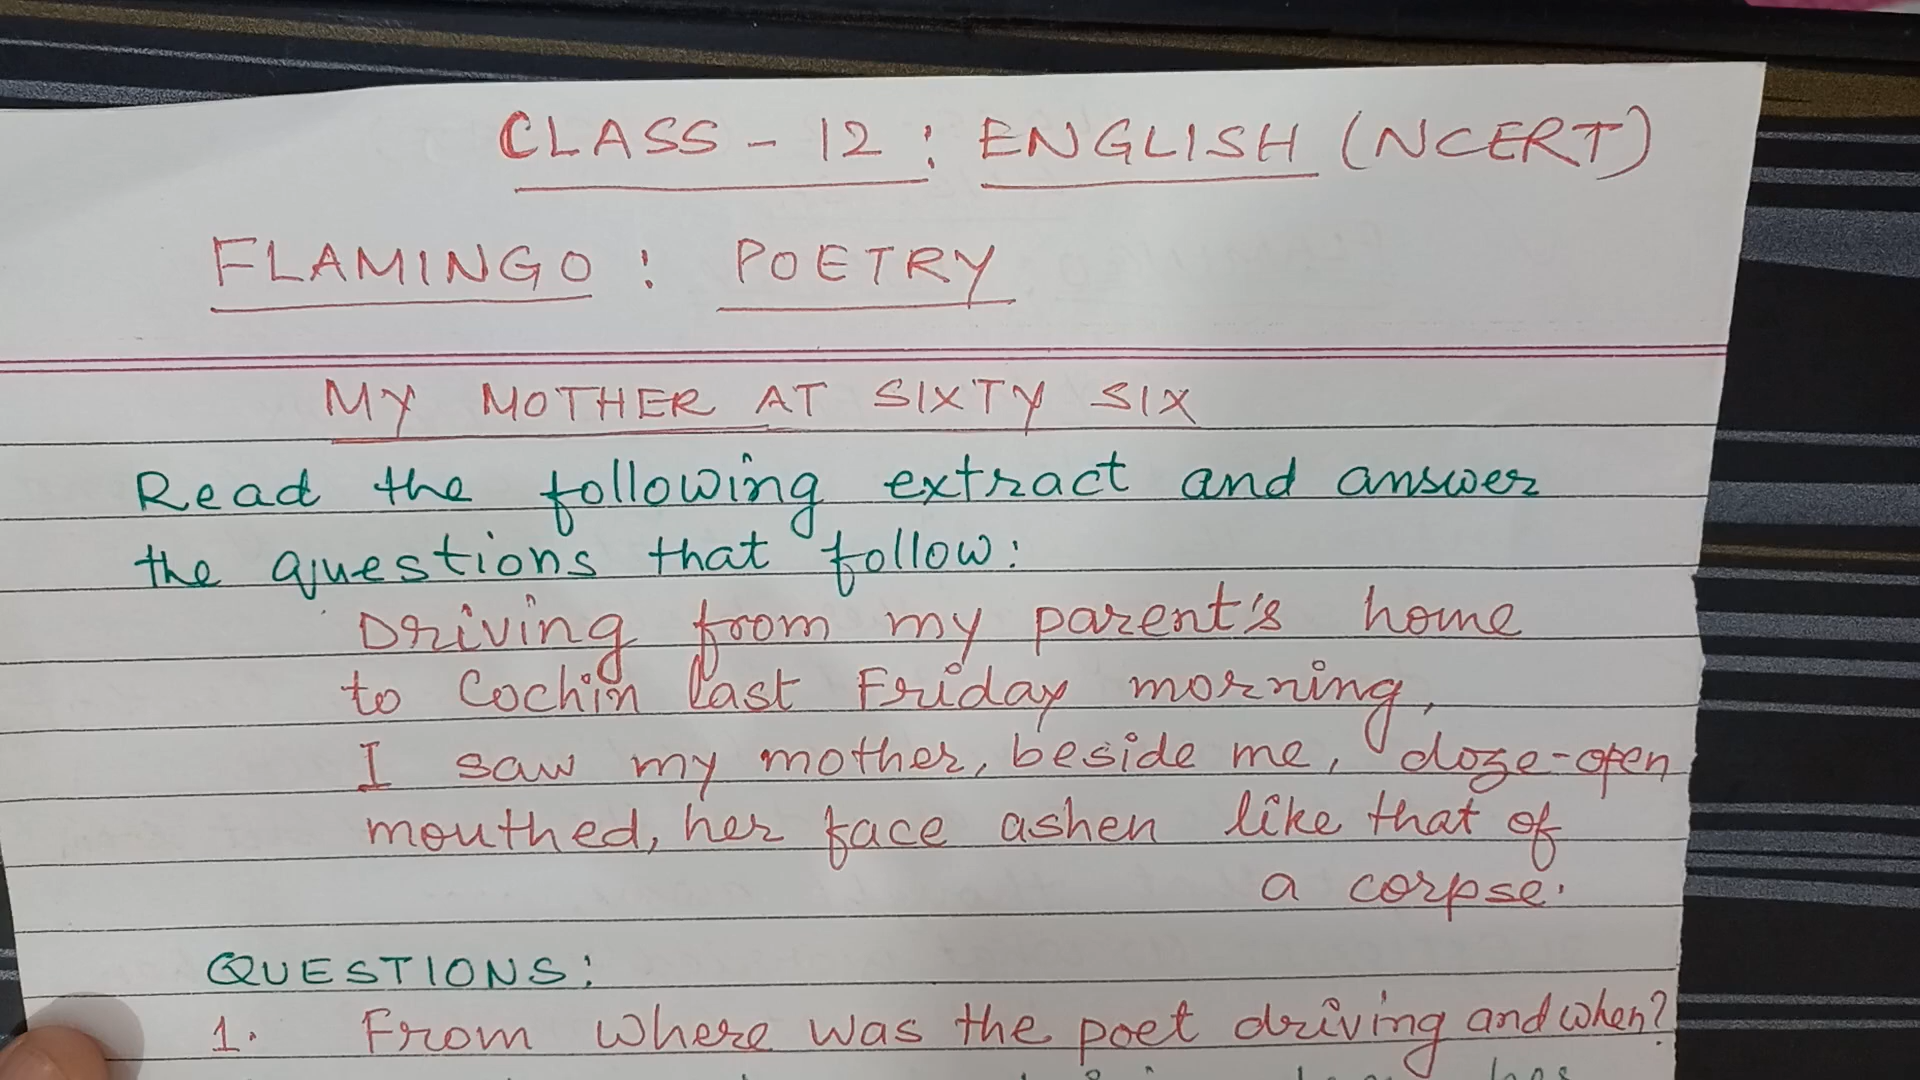 CLASS - 12 : ENGLISH (NCERT)
FLAMINGO : POETRY
MY MOTHER AT SIXTY SIX
Read the following extract and answer
the questions that follow:
Driving from my parent's home
to Cochin last Friday morning,
I saw my mother, beside me, doze-open
mouthed, her face ashen like that of
a corpse.
QUESTIONS:
1. From where was the poet driving and when?